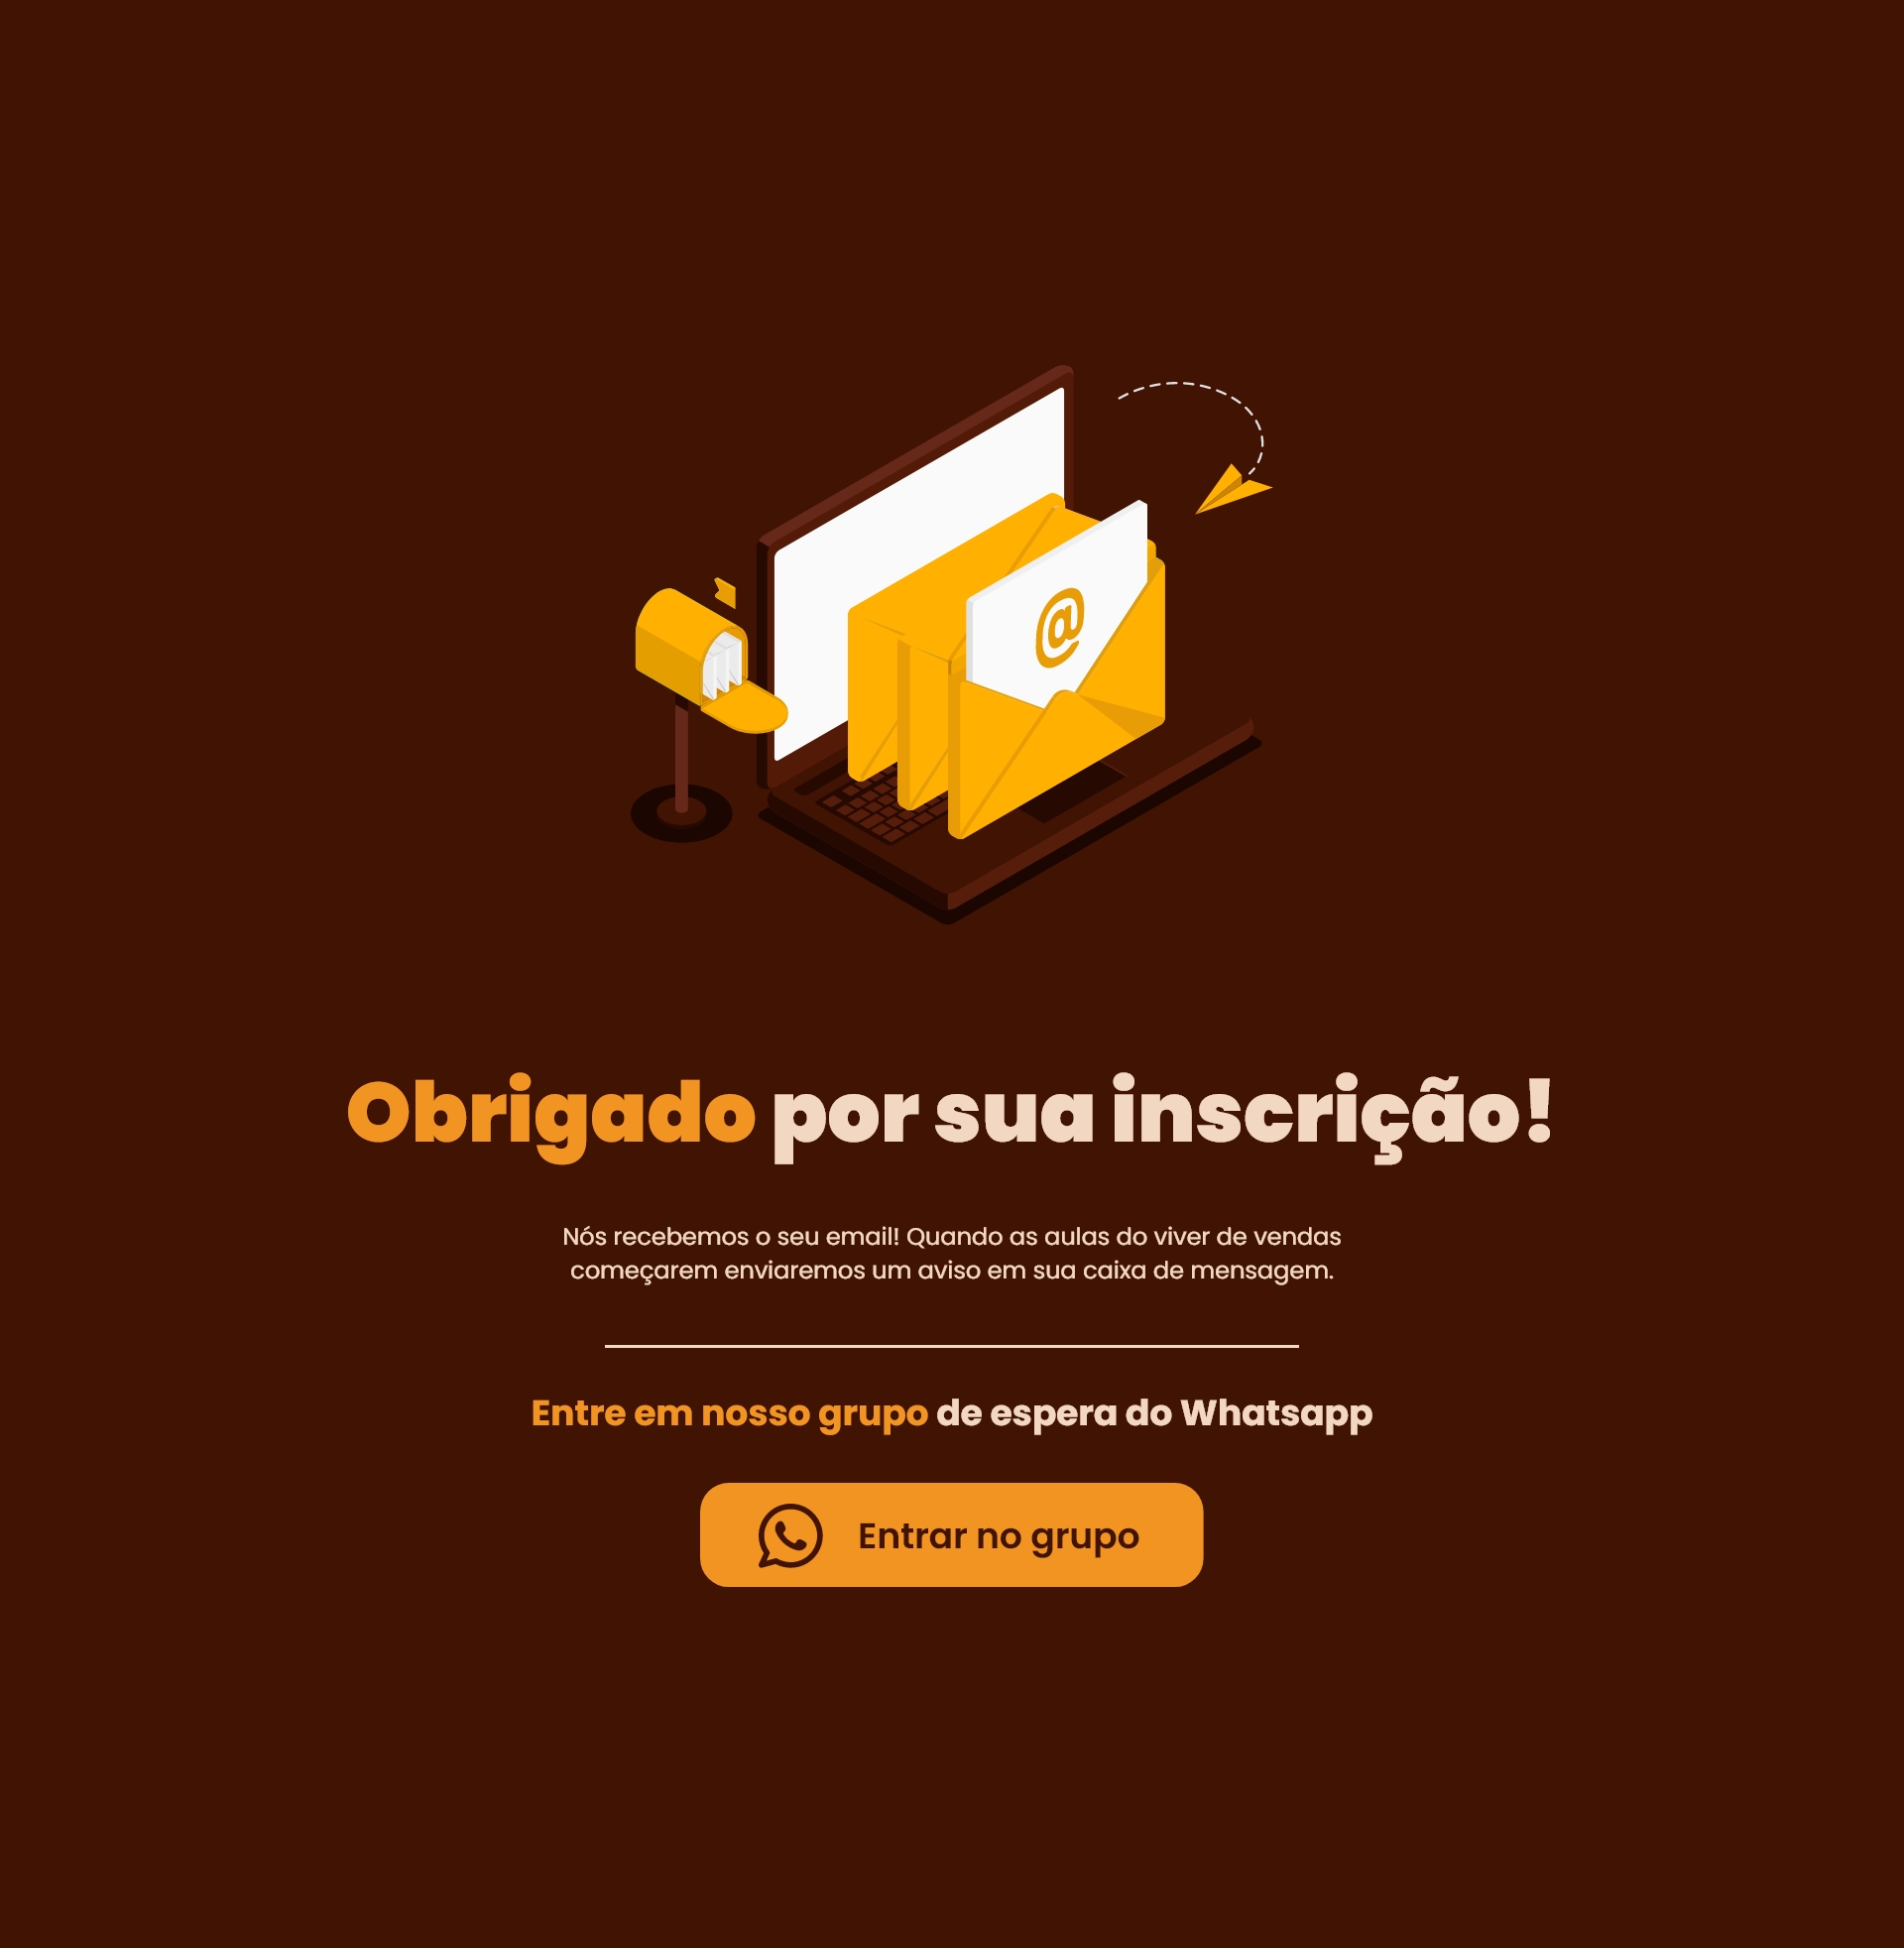 @
Obrigado por sua inscrição!
Nós recebemos o seu email! Quando as aulas do viver de vendas
começarem enviaremos um aviso em sua caixa de mensagem.
Entre em nosso grupo de espera do Whatsapp
Entrar no grupo